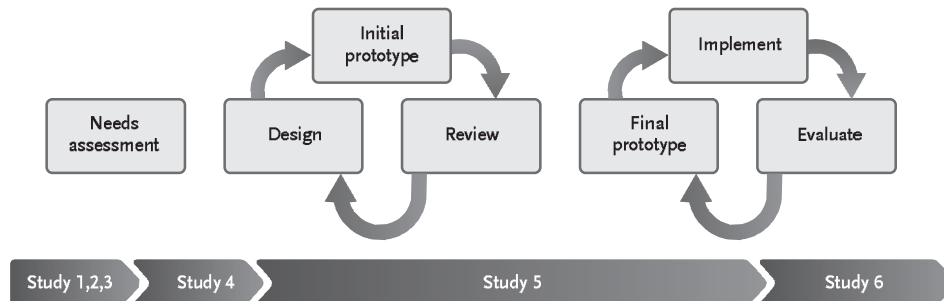 Initial
prototype
Implement
Needs
assessment
Design
Review
Final
prototype
Evaluate
Study 1,2,3
Study 4
Study 5
Study 6